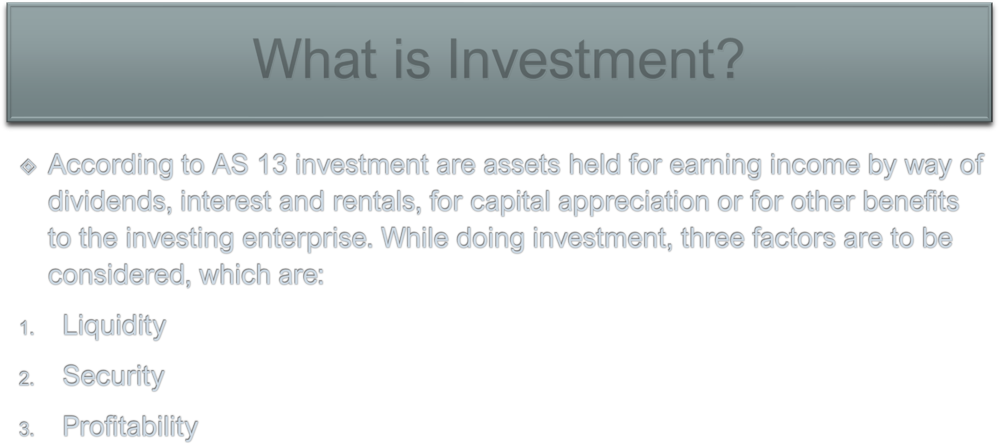 What is Investment?
According to AS 13 investment are assets held for earning income by way of
dividends, interest and rentals, for capital appreciation or for other benefits
to the investing enterprise. While doing investment, three factors are to be
considered, which are:
1. Liquidity
2. Security
3. Profitability